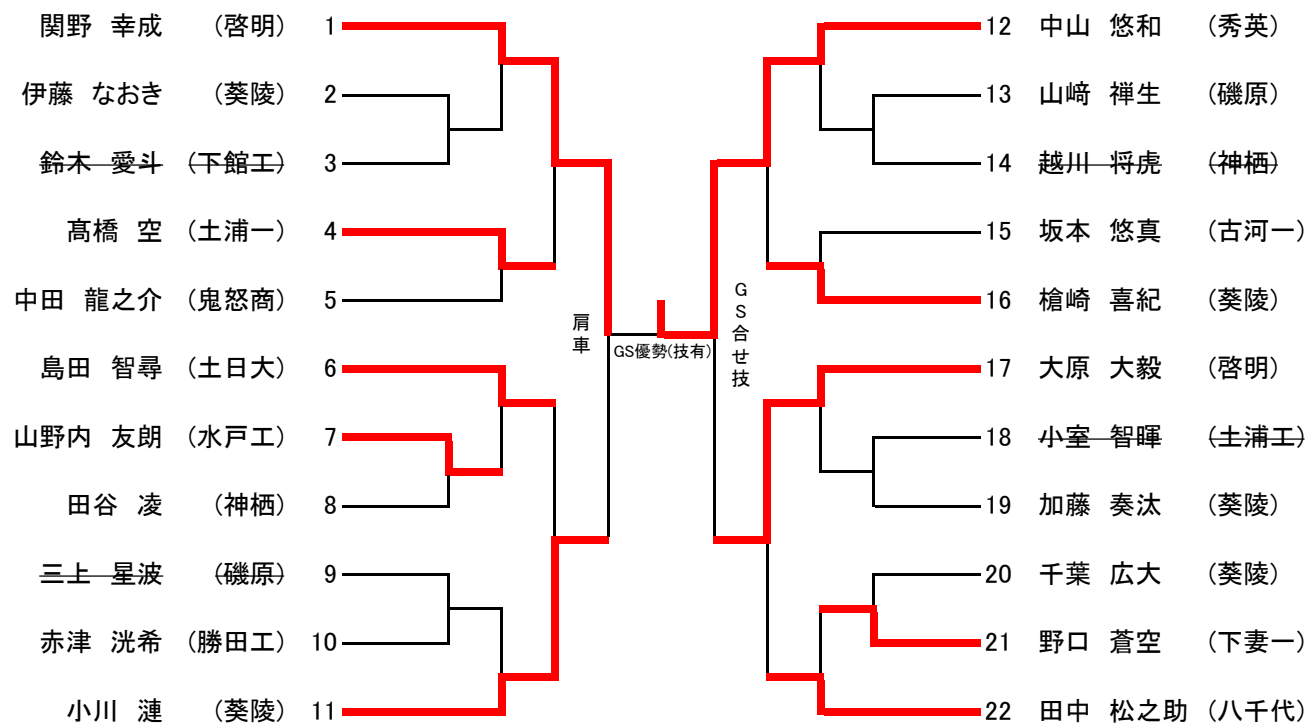 関野 幸成 (啓明) 1
伊藤 なおき (葵陵) 2
鈴木 愛斗 (下館工) 3
髙橋 空 (土浦一) 4
中田 龍之介 (鬼怒商) 5
島田 智尋 (土日大) 6
山野内 友朗 (水戸工) 7
田谷 凌 (神栖) 8
三上 星波 (磯原) 9
赤津 洸希 (勝田工) 10
小川 漣 (葵陵) 11
肩車
GS優勢(技有)
GS合せ技
12 中山 悠和 (秀英)
13 山﨑 禅生 (磯原)
14 越川 将虎 (神栖)
15 坂本 悠真 (古河一)
16 槍崎 喜紀 (葵陵)
17 大原 大毅 (啓明)
18 小室 智暉 (土浦工)
19 加藤 奏汰 (葵陵)
20 千葉 広大 (葵陵)
21 野口 蒼空 (下妻一)
22 田中 松之助 (八千代)